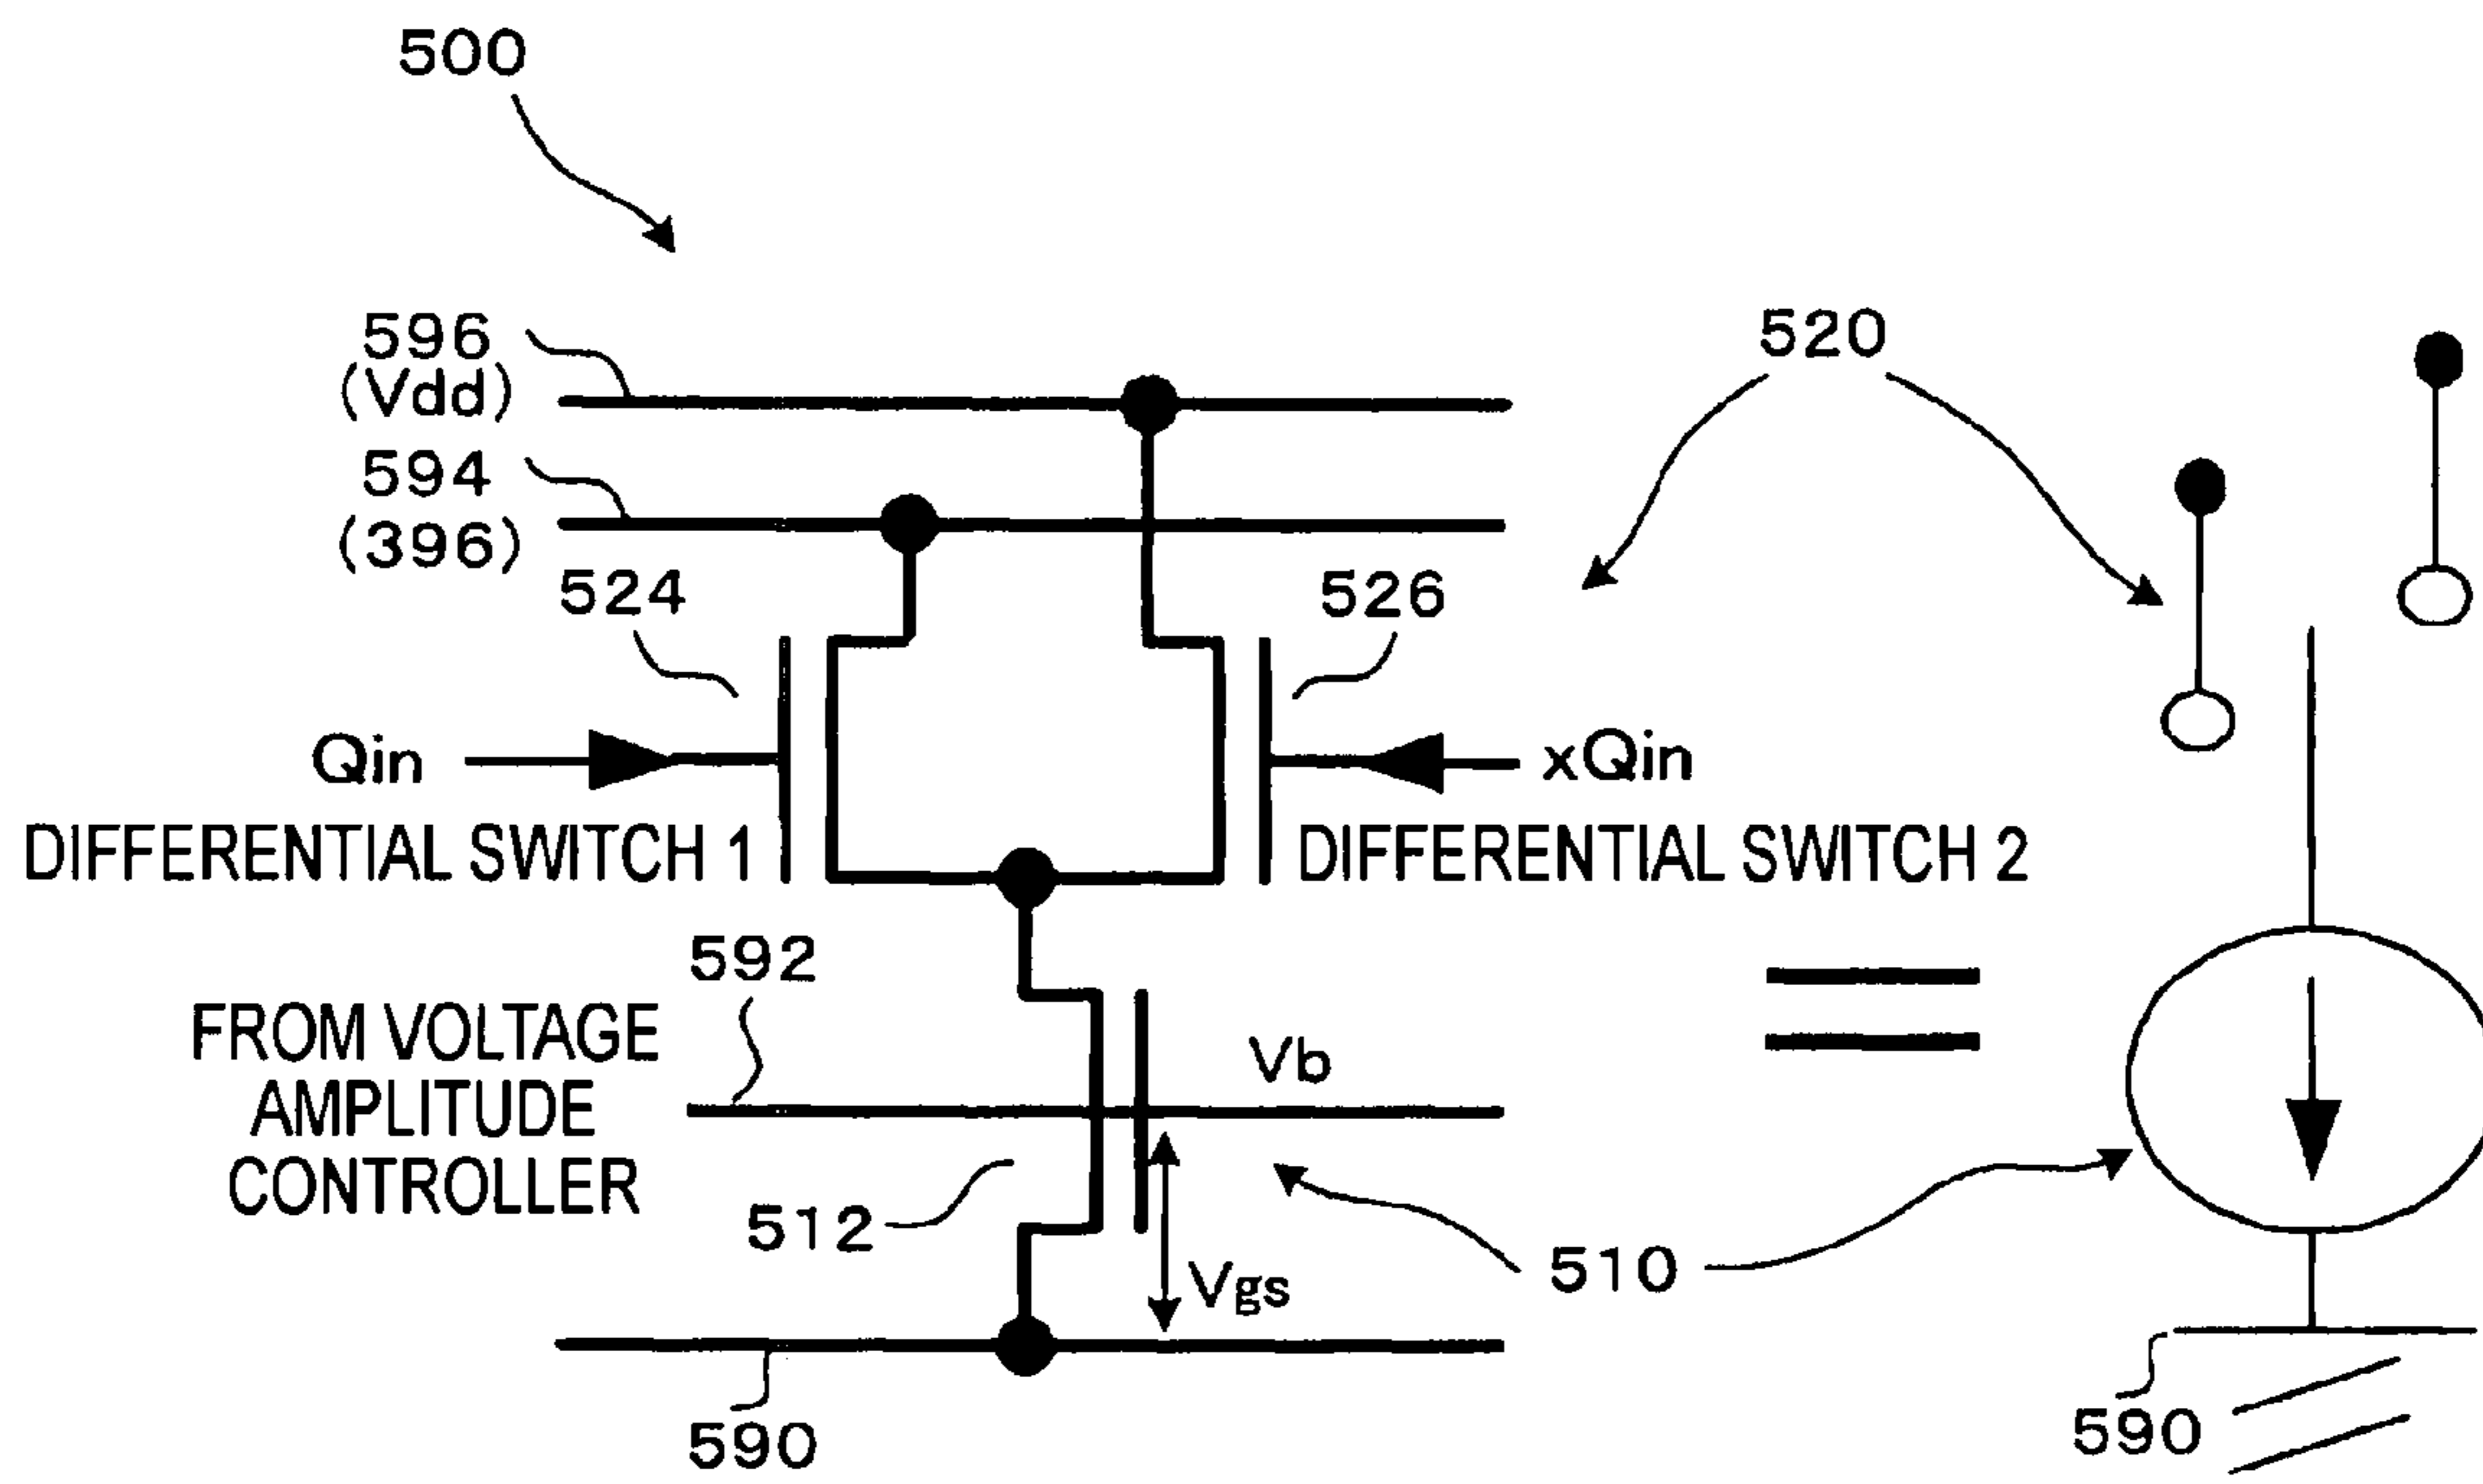 500
596
(Vdd)
594
(396)
520
524
526
Qin
xQin
DIFFERENTIAL SWITCH 1
DIFFERENTIAL SWITCH 2
592
FROM VOLTAGE
AMPLITUDE
CONTROLLER
Vb
512
Vgs
510
590
590